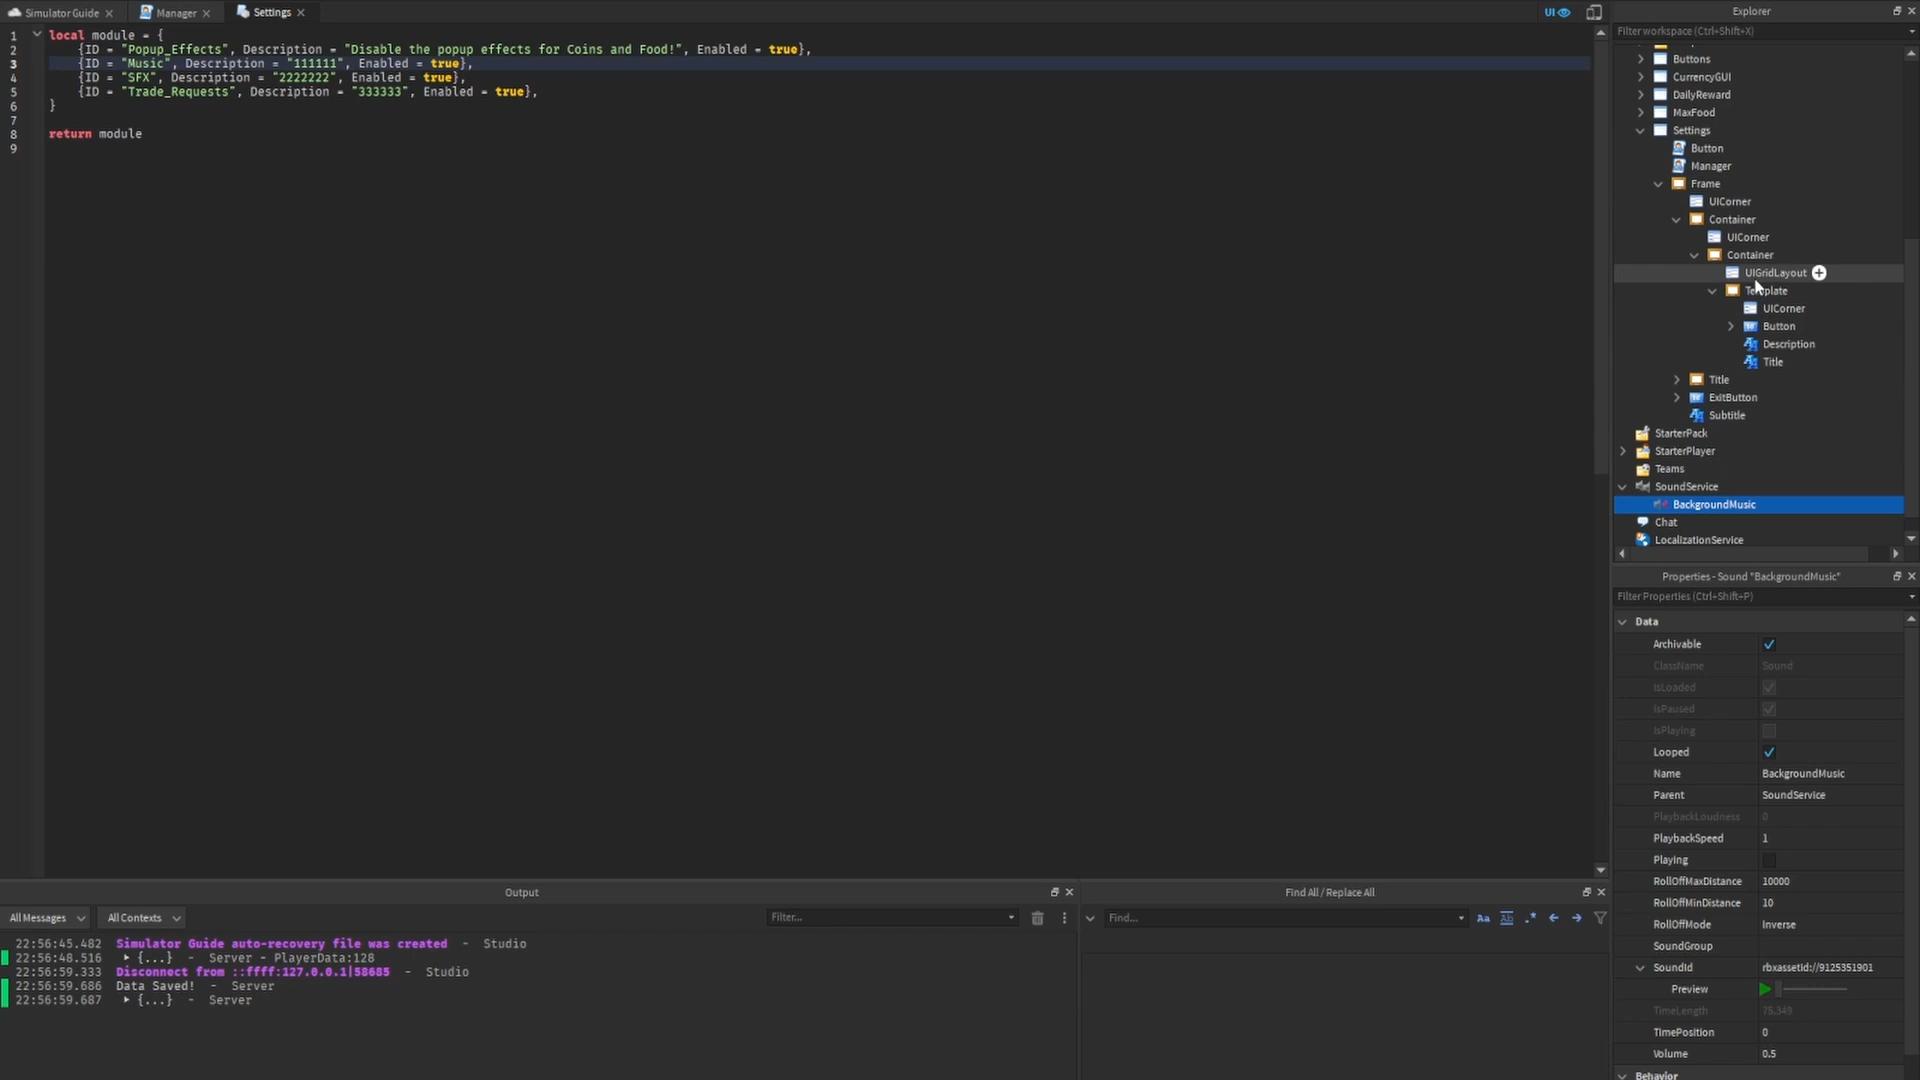 Simulator Guide
Manager
Settings
UI
1 local module = {
2 {ID = "Popup_Effects", Description = "Disable the popup effects for Coins and Food!", Enabled = true},
3 {ID = "Music", Description = "111111", Enabled = true},
4 {ID = "SFX", Description = "2222222", Enabled = true},
5 {ID = "Trade_Requests", Description = "333333", Enabled = true},
6 }
7
8 return module
9
Explorer
Filter workspace (Ctrl+Shift+X)
Buttons
CurrencyGUI
DailyReward
MaxFood
Settings
Button
Manager
Frame
UICorner
Container
UICorner
Container
UIGridLayout
Template
UICorner
Button
Description
Title
Title
ExitButton
Subtitle
StarterPack
StarterPlayer
Teams
SoundService
BackgroundMusic
Chat
LocalizationService
Properties - Sound "BackgroundMusic"
Filter Properties (Ctrl+Shift+P)
Data
Archivable
ClassName Sound
IsLoaded
IsPaused
IsPlaying
Looped
Name BackgroundMusic
Parent SoundService
PlaybackLoudness 0
PlaybackSpeed 1
Playing
RollOffMaxDistance 10000
RollOffMinDistance 10
RollOffMode Inverse
SoundGroup
SoundId rbxassetid://9125351901
Preview
TimeLength 75.349
TimePosition 0
Volume 0.5
Behavior
Output
All Messages All Contexts Filter...
22:56:45.482 Simulator Guide auto-recovery file was created - Studio
22:56:48.516 {...} - Server - PlayerData:128
22:56:59.333 Disconnect from ::ffff:127.0.0.1|58685 - Studio
22:56:59.686 Data Saved! - Server
22:56:59.687 {...} - Server
Find All / Replace All
Find... Aa Ab .*